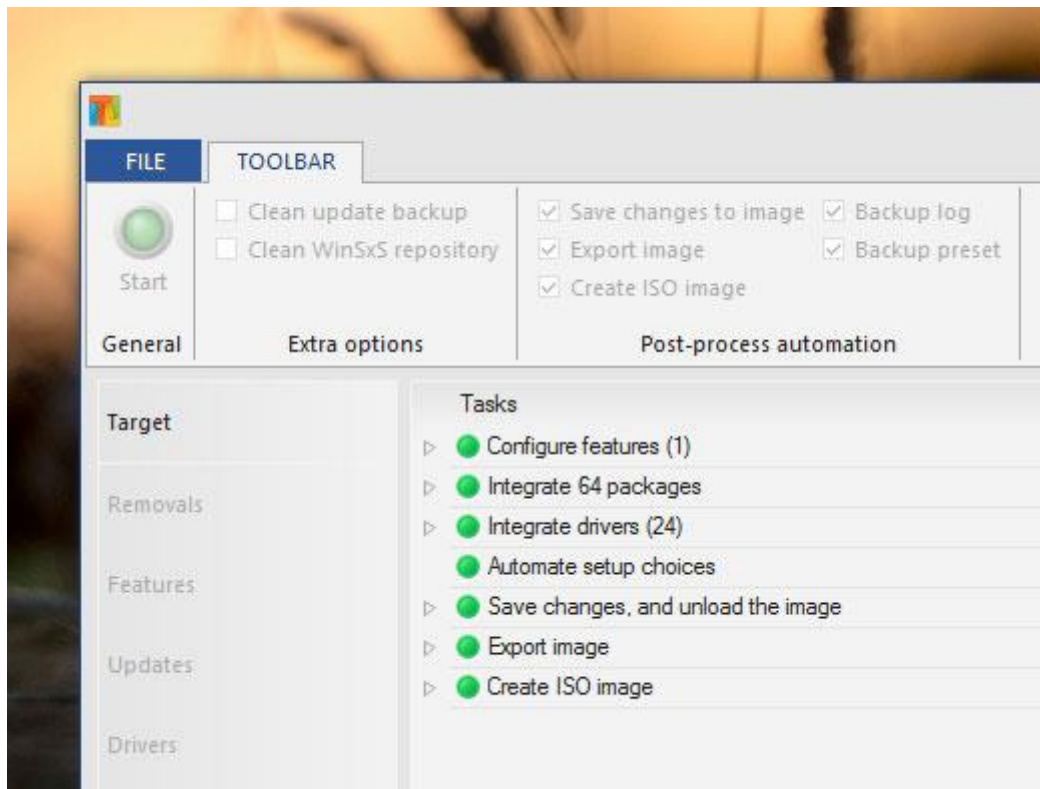 FILE TOOLBAR
Clean update backup
Clean WinSxS repository
Start
General
Extra options
Save changes to image
Export image
Create ISO image
Backup log
Backup preset
Post-process automation
Target
Removals
Features
Updates
Drivers
Tasks
Configure features (1)
Integrate 64 packages
Integrate drivers (24)
Automate setup choices
Save changes, and unload the image
Export image
Create ISO image